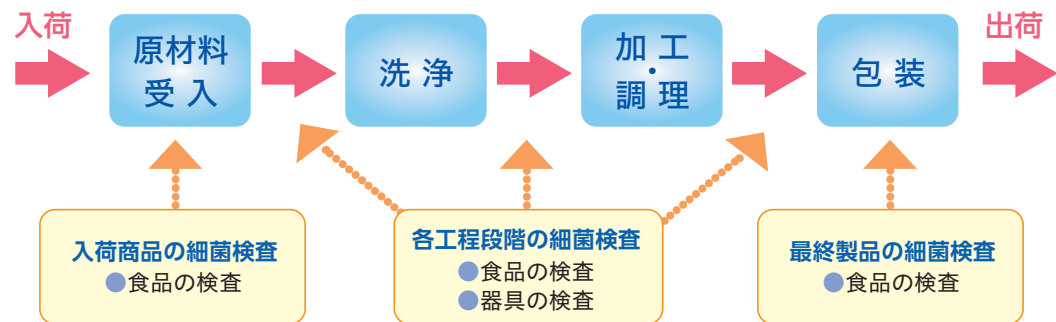 入荷
原材料
受入
洗浄
加工
・
調理
包装
出荷
入荷商品の細菌検査
●食品の検査
各工程段階の細菌検査
●食品の検査
●器具の検査
最終製品の細菌検査
●食品の検査